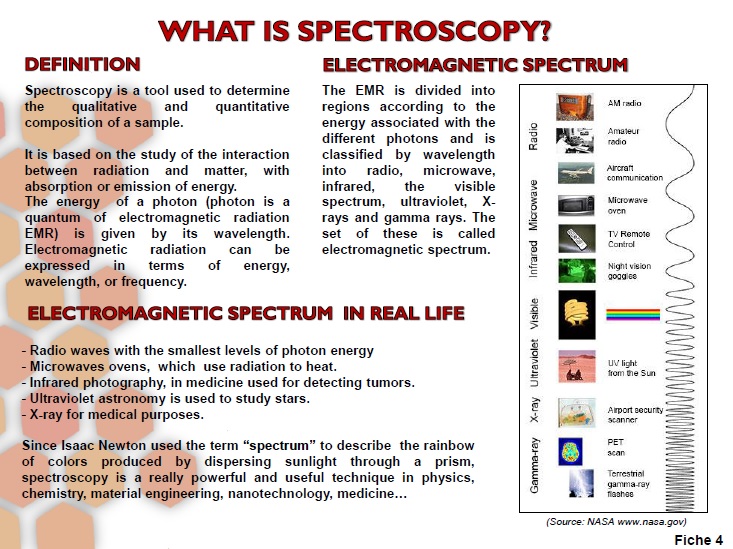 WHAT IS SPECTROSCOPY?
DEFINITION
Spectroscopy is a tool used to determine
the qualitative and quantitative
composition of a sample.
It is based on the study of the interaction
between radiation and matter, with
absorption or emission of energy.
The energy of a photon (photon is a
quantum of electromagnetic radiation
EMR) is given by its wavelength.
Electromagnetic radiation can be
expressed in terms of energy,
wavelength, or frequency.
ELECTROMAGNETIC SPECTRUM
The EMR is divided into
regions according to the
energy associated with the
different photons and is
classified by wavelength
into radio, microwave,
infrared, the visible
spectrum, ultraviolet, X-
rays and gamma rays. The
set of these is called
electromagnetic spectrum.
Radio
Microwave
Infrared
Visible
Ultraviolet
X-ray
Gamma-ray
AM radio
Amateur
radio
Aircraft
communication
Microwave
oven
TV Remote
Control
Night vision
goggles
UV light
from the Sun
Airport security
scanner
PET
scan
Terrestrial
gamma-ray
flashes
(Source: NASA www.nasa.gov)
ELECTROMAGNETIC SPECTRUM IN REAL LIFE
- Radio waves with the smallest levels of photon energy
- Microwaves ovens, which use radiation to heat.
- Infrared photography, in medicine used for detecting tumors.
- Ultraviolet astronomy is used to study stars.
- X-ray for medical purposes.
Since Isaac Newton used the term “spectrum” to describe the rainbow
of colors produced by dispersing sunlight through a prism,
spectroscopy is a really powerful and useful technique in physics,
chemistry, material engineering, nanotechnology, medicine…
Fiche 4